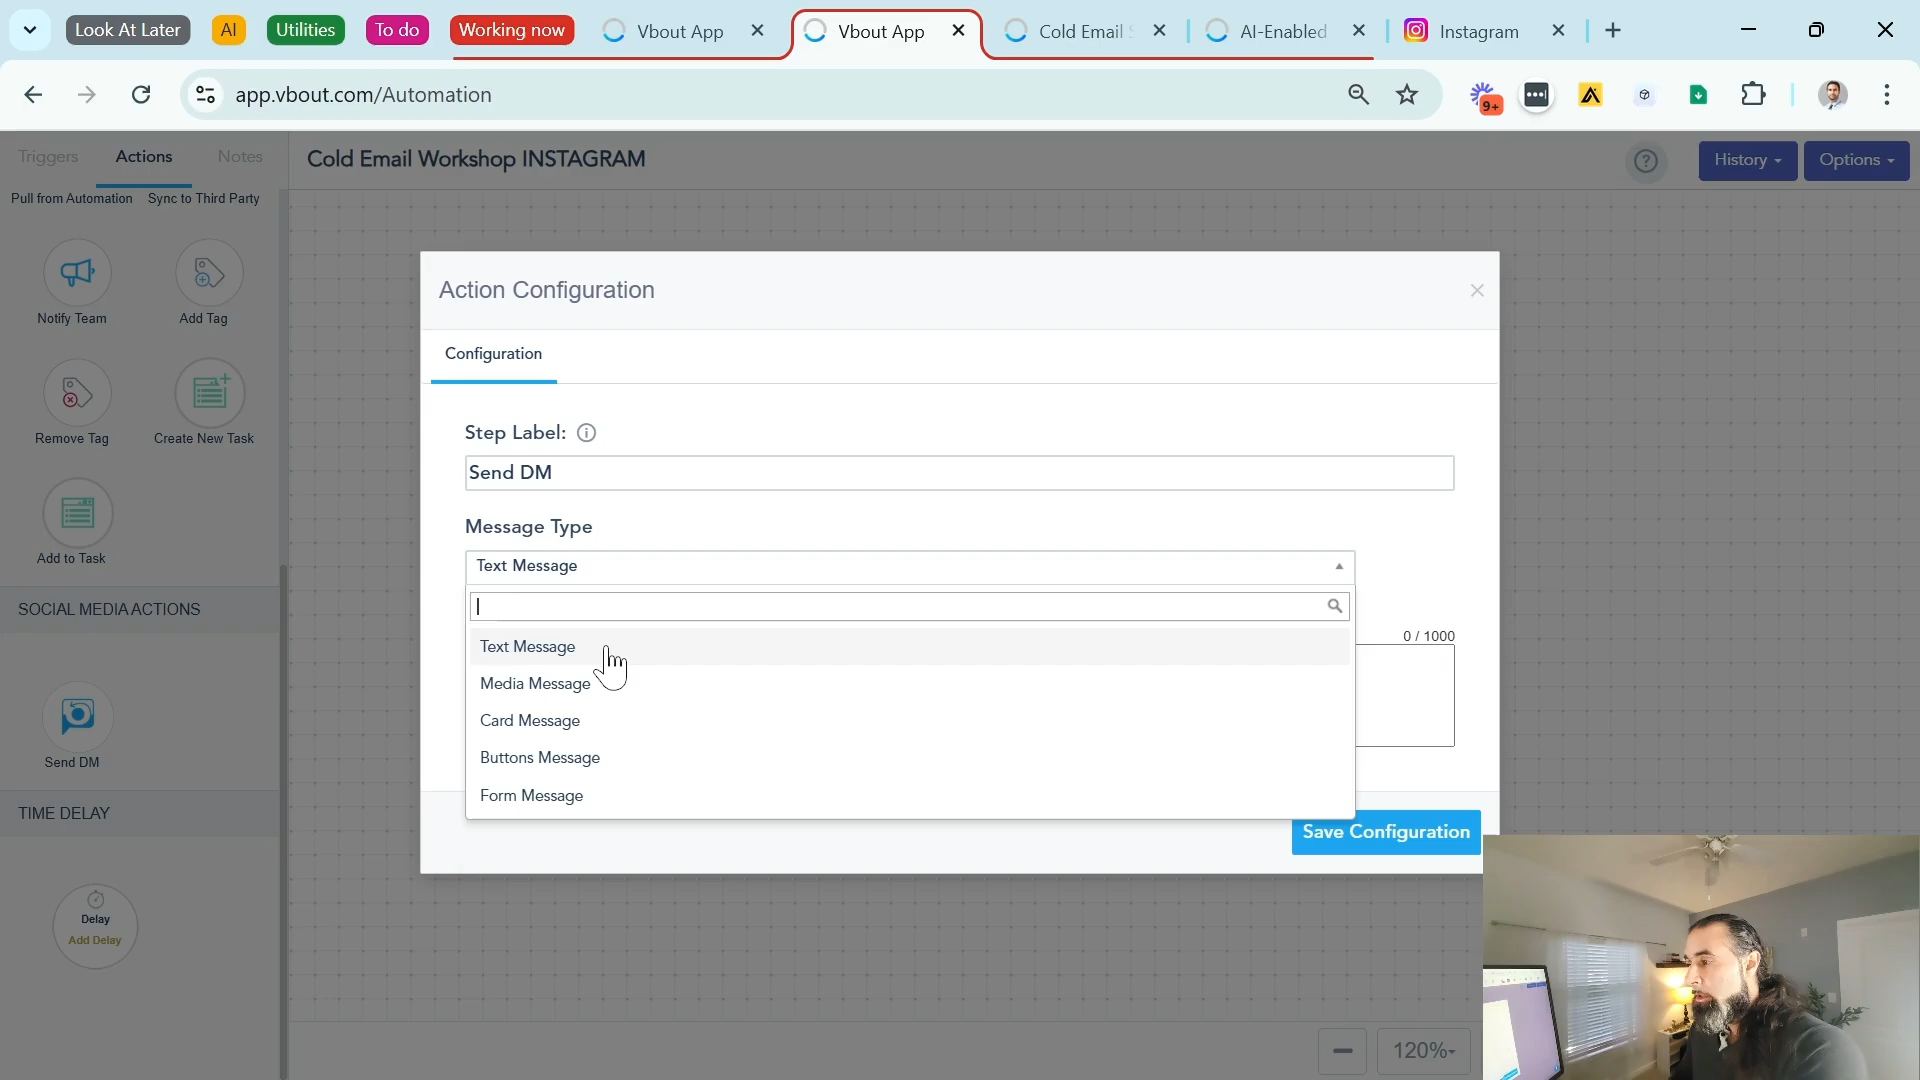 Look At Later
AI
Utilities
To do
Working now
Vbout App
Vbout App
Cold Email S
AI-Enabled
Instagram
app.vbout.com/Automation
9+
Triggers
Actions
Notes
Cold Email Workshop INSTAGRAM
?
History
Options
Pull from Automation
Sync to Third Party
Notify Team
Add Tag
Remove Tag
Create New Task
Add to Task
SOCIAL MEDIA ACTIONS
Send DM
TIME DELAY
Delay
Add Delay
Action Configuration
Configuration
Step Label:
Send DM
Message Type
Text Message
0 / 1000
Text Message
Media Message
Card Message
Buttons Message
Form Message
Save Configuration
120%